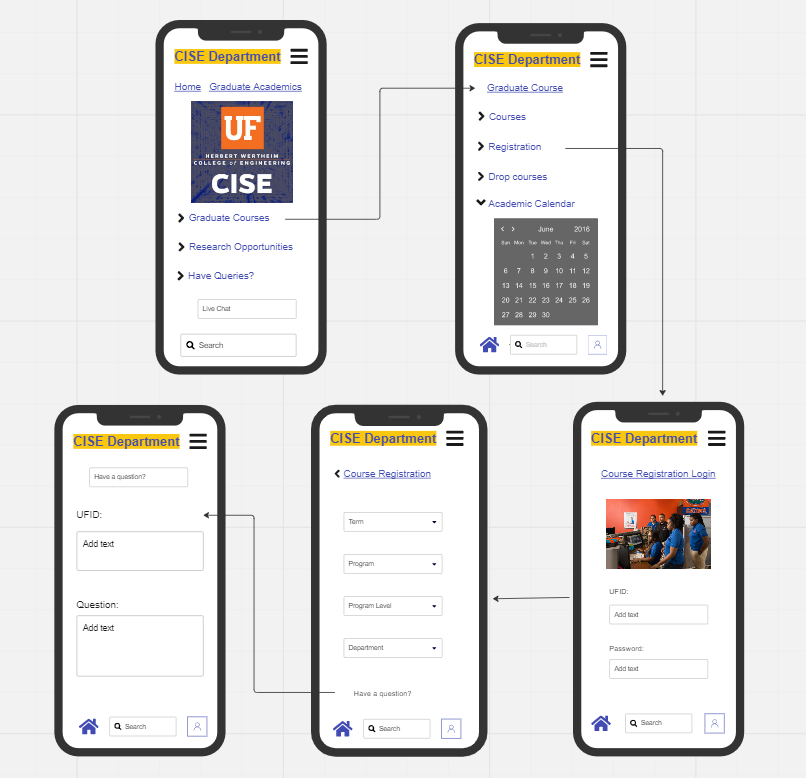 CISE Department
Home Graduate Academics
UF
HERBERT WERTHEIM
COLLEGE of ENGINEERING
CISE
Graduate Courses
Research Opportunities
Have Queries?
Live Chat
Search
CISE Department
Graduate Course
Courses
Registration
Drop courses
Academic Calendar
June 2016
Sun Mon Tue Wed Thu Fri Sat
1 2 3 4 5
6 7 8 9 10 11 12
13 14 15 16 17 18 19
20 21 22 23 24 25 26
27 28 29 30
Search
CISE Department
Have a question?
UFID:
Add text
Question:
Add text
Search
CISE Department
Course Registration
Term
Program
Program Level
Department
Have a question?
Search
CISE Department
Course Registration Login
UFID:
Add text
Password:
Add text
Search